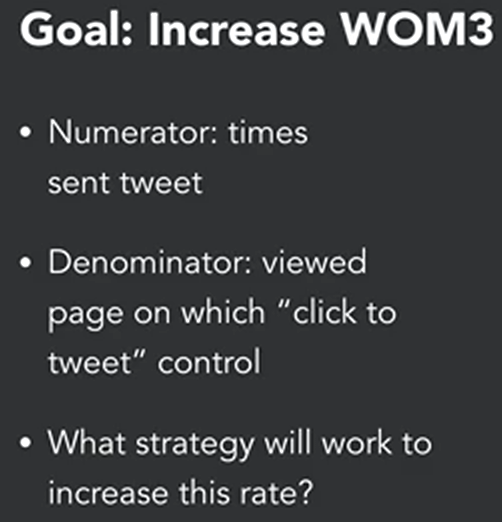 Goal: Increase WOM3
• Numerator: times
sent tweet
• Denominator: viewed
page on which “click to
tweet” control
• What strategy will work to
increase this rate?